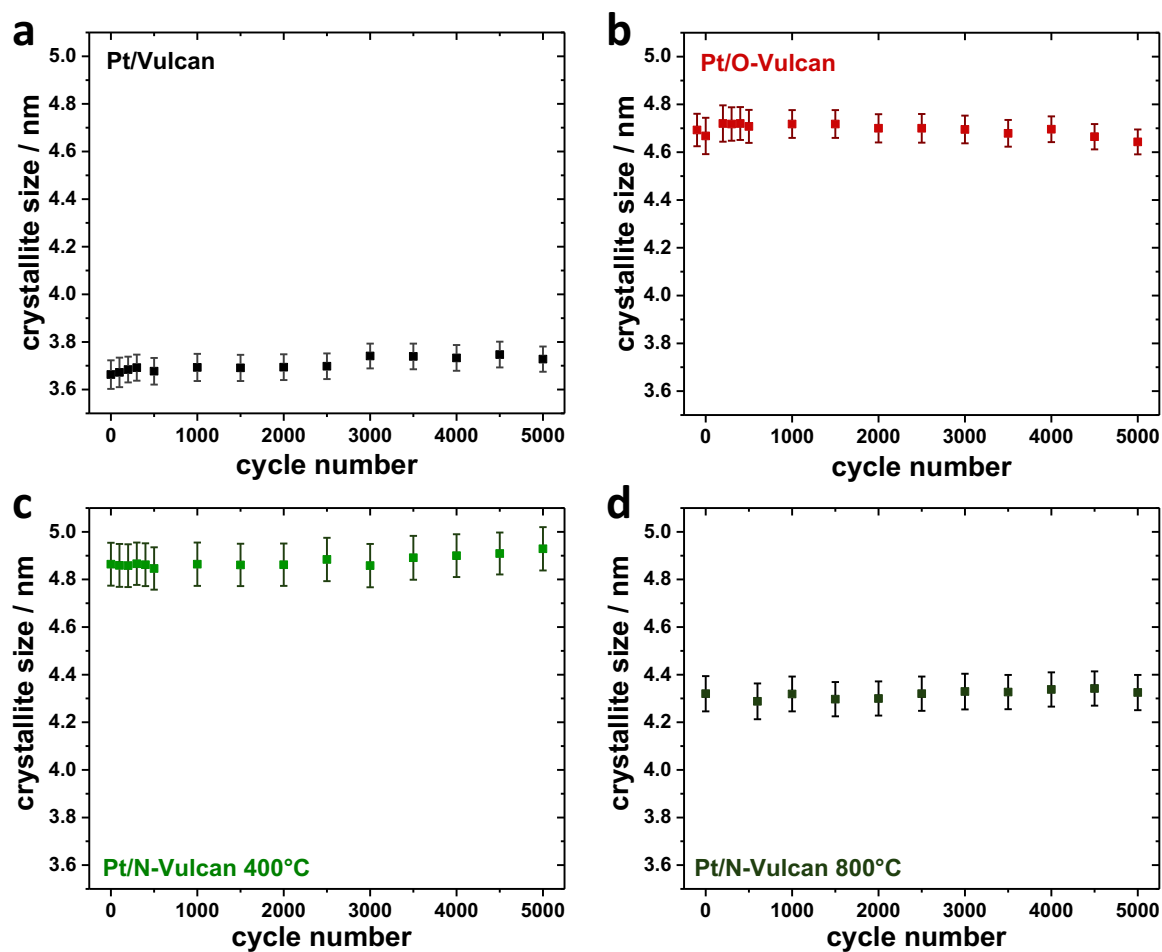 a
Pt/Vulcan
crystallite size / nm
5.0
4.8
4.6
4.4
4.2
4.0
3.8
3.6
0 1000 2000 3000 4000 5000
cycle number
b
Pt/O-Vulcan
crystallite size / nm
5.0
4.8
4.6
4.4
4.2
4.0
3.8
3.6
0 1000 2000 3000 4000 5000
cycle number
c
crystallite size / nm
5.0
4.8
4.6
4.4
4.2
4.0
3.8
3.6
Pt/N-Vulcan 400°C
0 1000 2000 3000 4000 5000
cycle number
d
crystallite size / nm
5.0
4.8
4.6
4.4
4.2
4.0
3.8
3.6
Pt/N-Vulcan 800°C
0 1000 2000 3000 4000 5000
cycle number